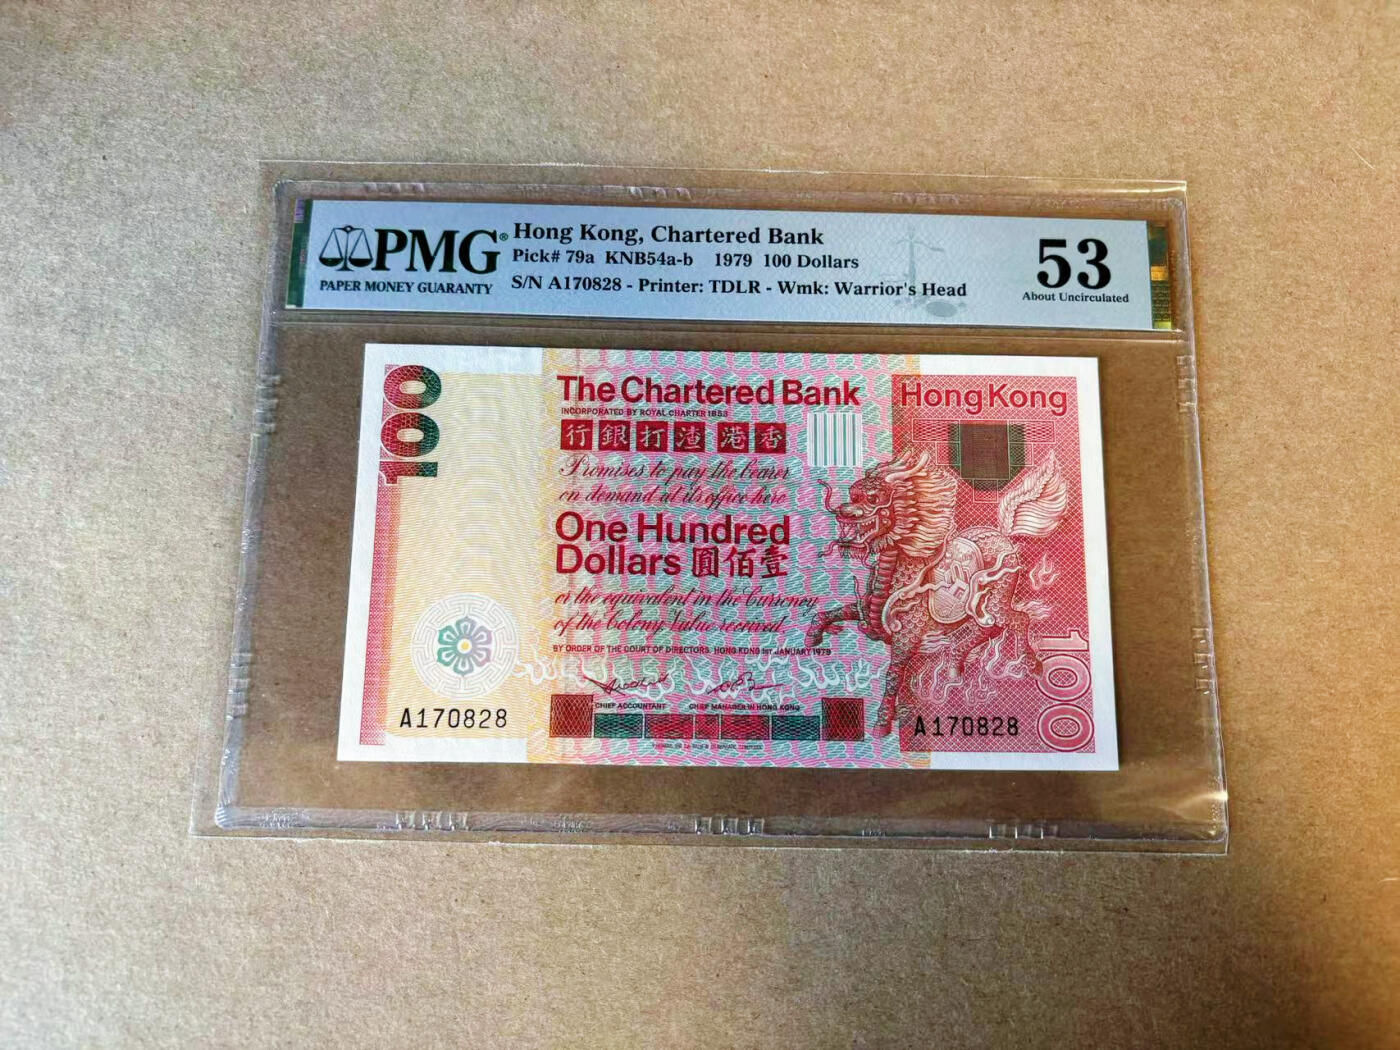 PMG®
PAPER MONEY GUARANTY
Hong Kong, Chartered Bank
Pick# 79a KNB54a-b 1979 100 Dollars
S/N A170828 - Printer: TDLR - Wmk: Warrior's Head
53
About Uncirculated
100
The Chartered Bank
INCORPORATED BY ROYAL CHARTER 1853
行銀打渣 港香
Promises to pay the bearer
on demand at its office here
One Hundred
Dollars 圓佰壹
or the equivalent in the Currency
of the Colony Value received.
BY ORDER OF THE COURT OF DIRECTORS. HONG KONG 1ST JANUARY 1979
CHIEF ACCOUNTANT CHIEF MANAGER IN HONG KONG
A170828
Hong Kong
100
A170828